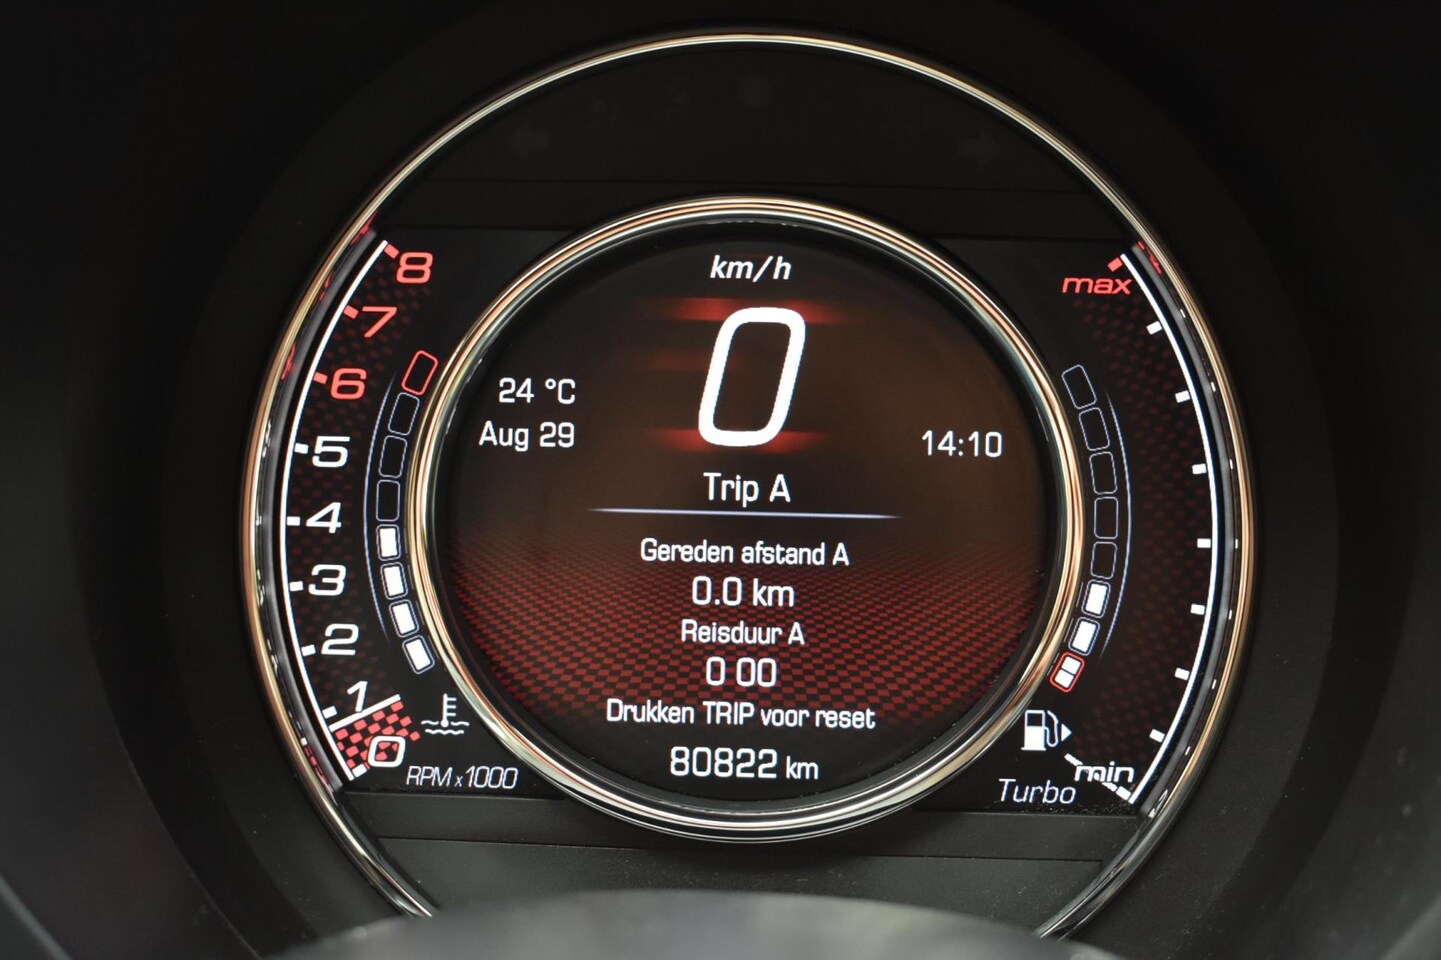 km/h
0
24 °C
Aug 29
14:10
Trip A
Gereden afstand A
0.0 km
Reisduur A
0 00
Drukken TRIP voor reset
80822 km
8
7
6
5
4
3
2
1
0
RPM x 1000
max
min
Turbo